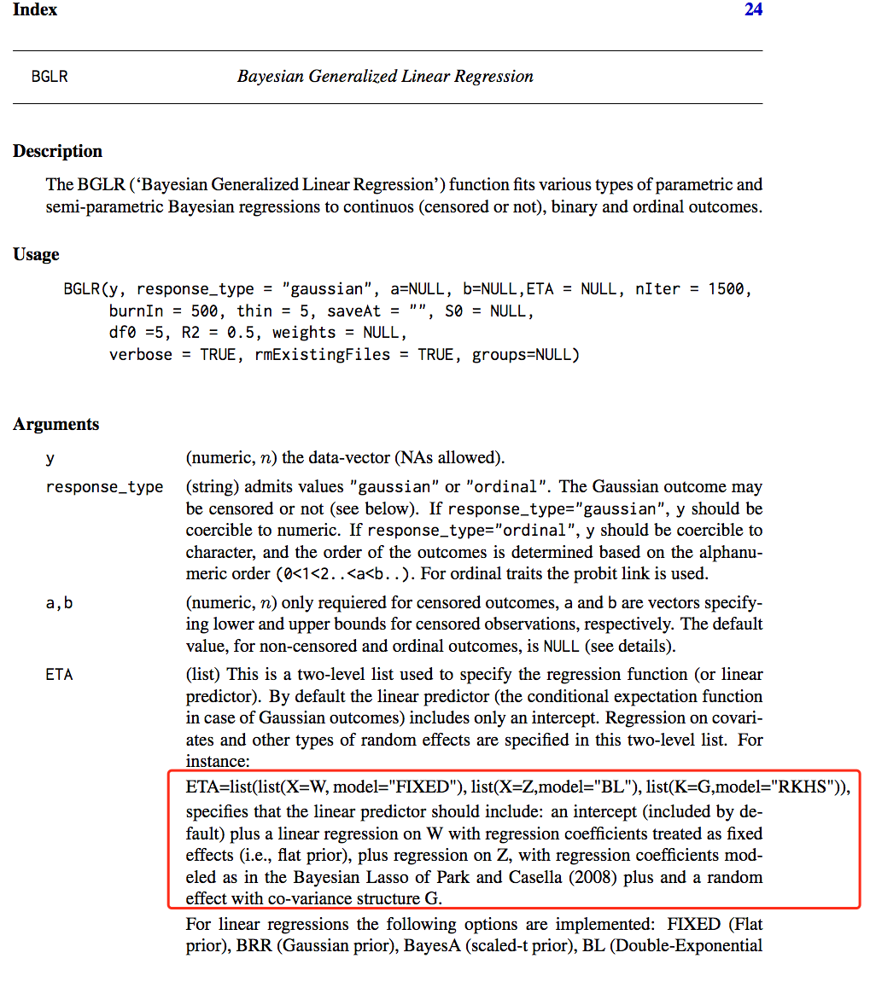 Index 24
BGLR Bayesian Generalized Linear Regression
Description
The BGLR (‘Bayesian Generalized Linear Regression’) function fits various types of parametric and
semi-parametric Bayesian regressions to continuos (censored or not), binary and ordinal outcomes.
Usage
BGLR(y, response_type = "gaussian", a=NULL, b=NULL,ETA = NULL, nIter = 1500,
burnIn = 500, thin = 5, saveAt = "", S0 = NULL,
df0 =5, R2 = 0.5, weights = NULL,
verbose = TRUE, rmExistingFiles = TRUE, groups=NULL)
Arguments
y (numeric, n) the data-vector (NAs allowed).
response_type (string) admits values "gaussian" or "ordinal". The Gaussian outcome may
be censored or not (see below). If response_type="gaussian", y should be
coercible to numeric. If response_type="ordinal", y should be coercible to
character, and the order of the outcomes is determined based on the alphanu-
meric order (0<1<2..<a<b..). For ordinal traits the probit link is used.
a,b (numeric, n) only requiered for censored outcomes, a and b are vectors specify-
ing lower and upper bounds for censored observations, respectively. The default
value, for non-censored and ordinal outcomes, is NULL (see details).
ETA (list) This is a two-level list used to specify the regression function (or linear
predictor). By default the linear predictor (the conditional expectation function
in case of Gaussian outcomes) includes only an intercept. Regression on covari-
ates and other types of random effects are specified in this two-level list. For
instance:
ETA=list(list(X=W, model="FIXED"), list(X=Z,model="BL"), list(K=G,model="RKHS")),
specifies that the linear predictor should include: an intercept (included by de-
fault) plus a linear regression on W with regression coefficients treated as fixed
effects (i.e., flat prior), plus regression on Z, with regression coefficients mod-
eled as in the Bayesian Lasso of Park and Casella (2008) plus and a random
effect with co-variance structure G.
For linear regressions the following options are implemented: FIXED (Flat
prior), BRR (Gaussian prior), BayesA (scaled-t prior), BL (Double-Exponential